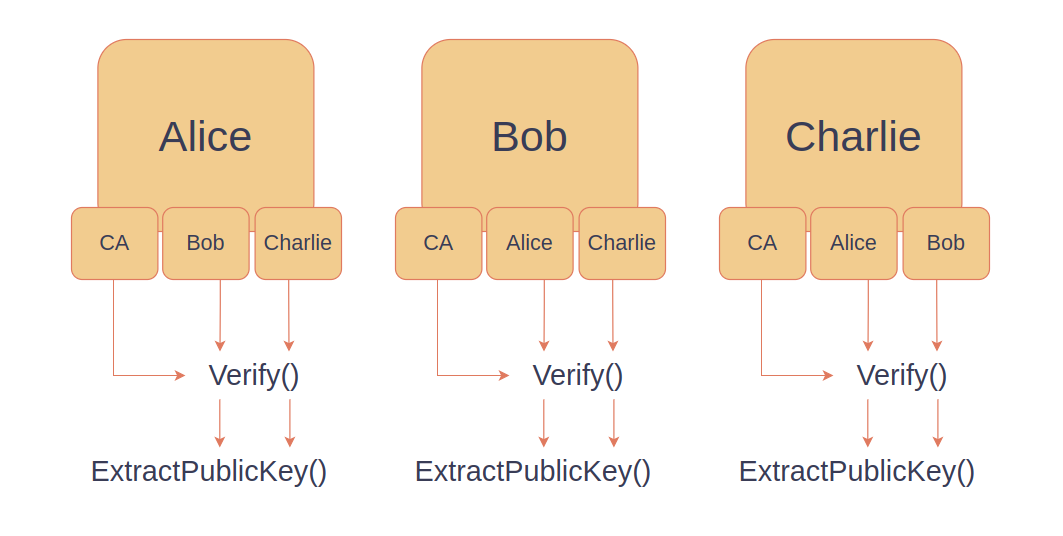 Alice
Bob
Charlie
CA
Bob
Charlie
CA
Alice
Charlie
CA
Alice
Bob
Verify()
Verify()
Verify()
ExtractPublicKey()
ExtractPublicKey()
ExtractPublicKey()